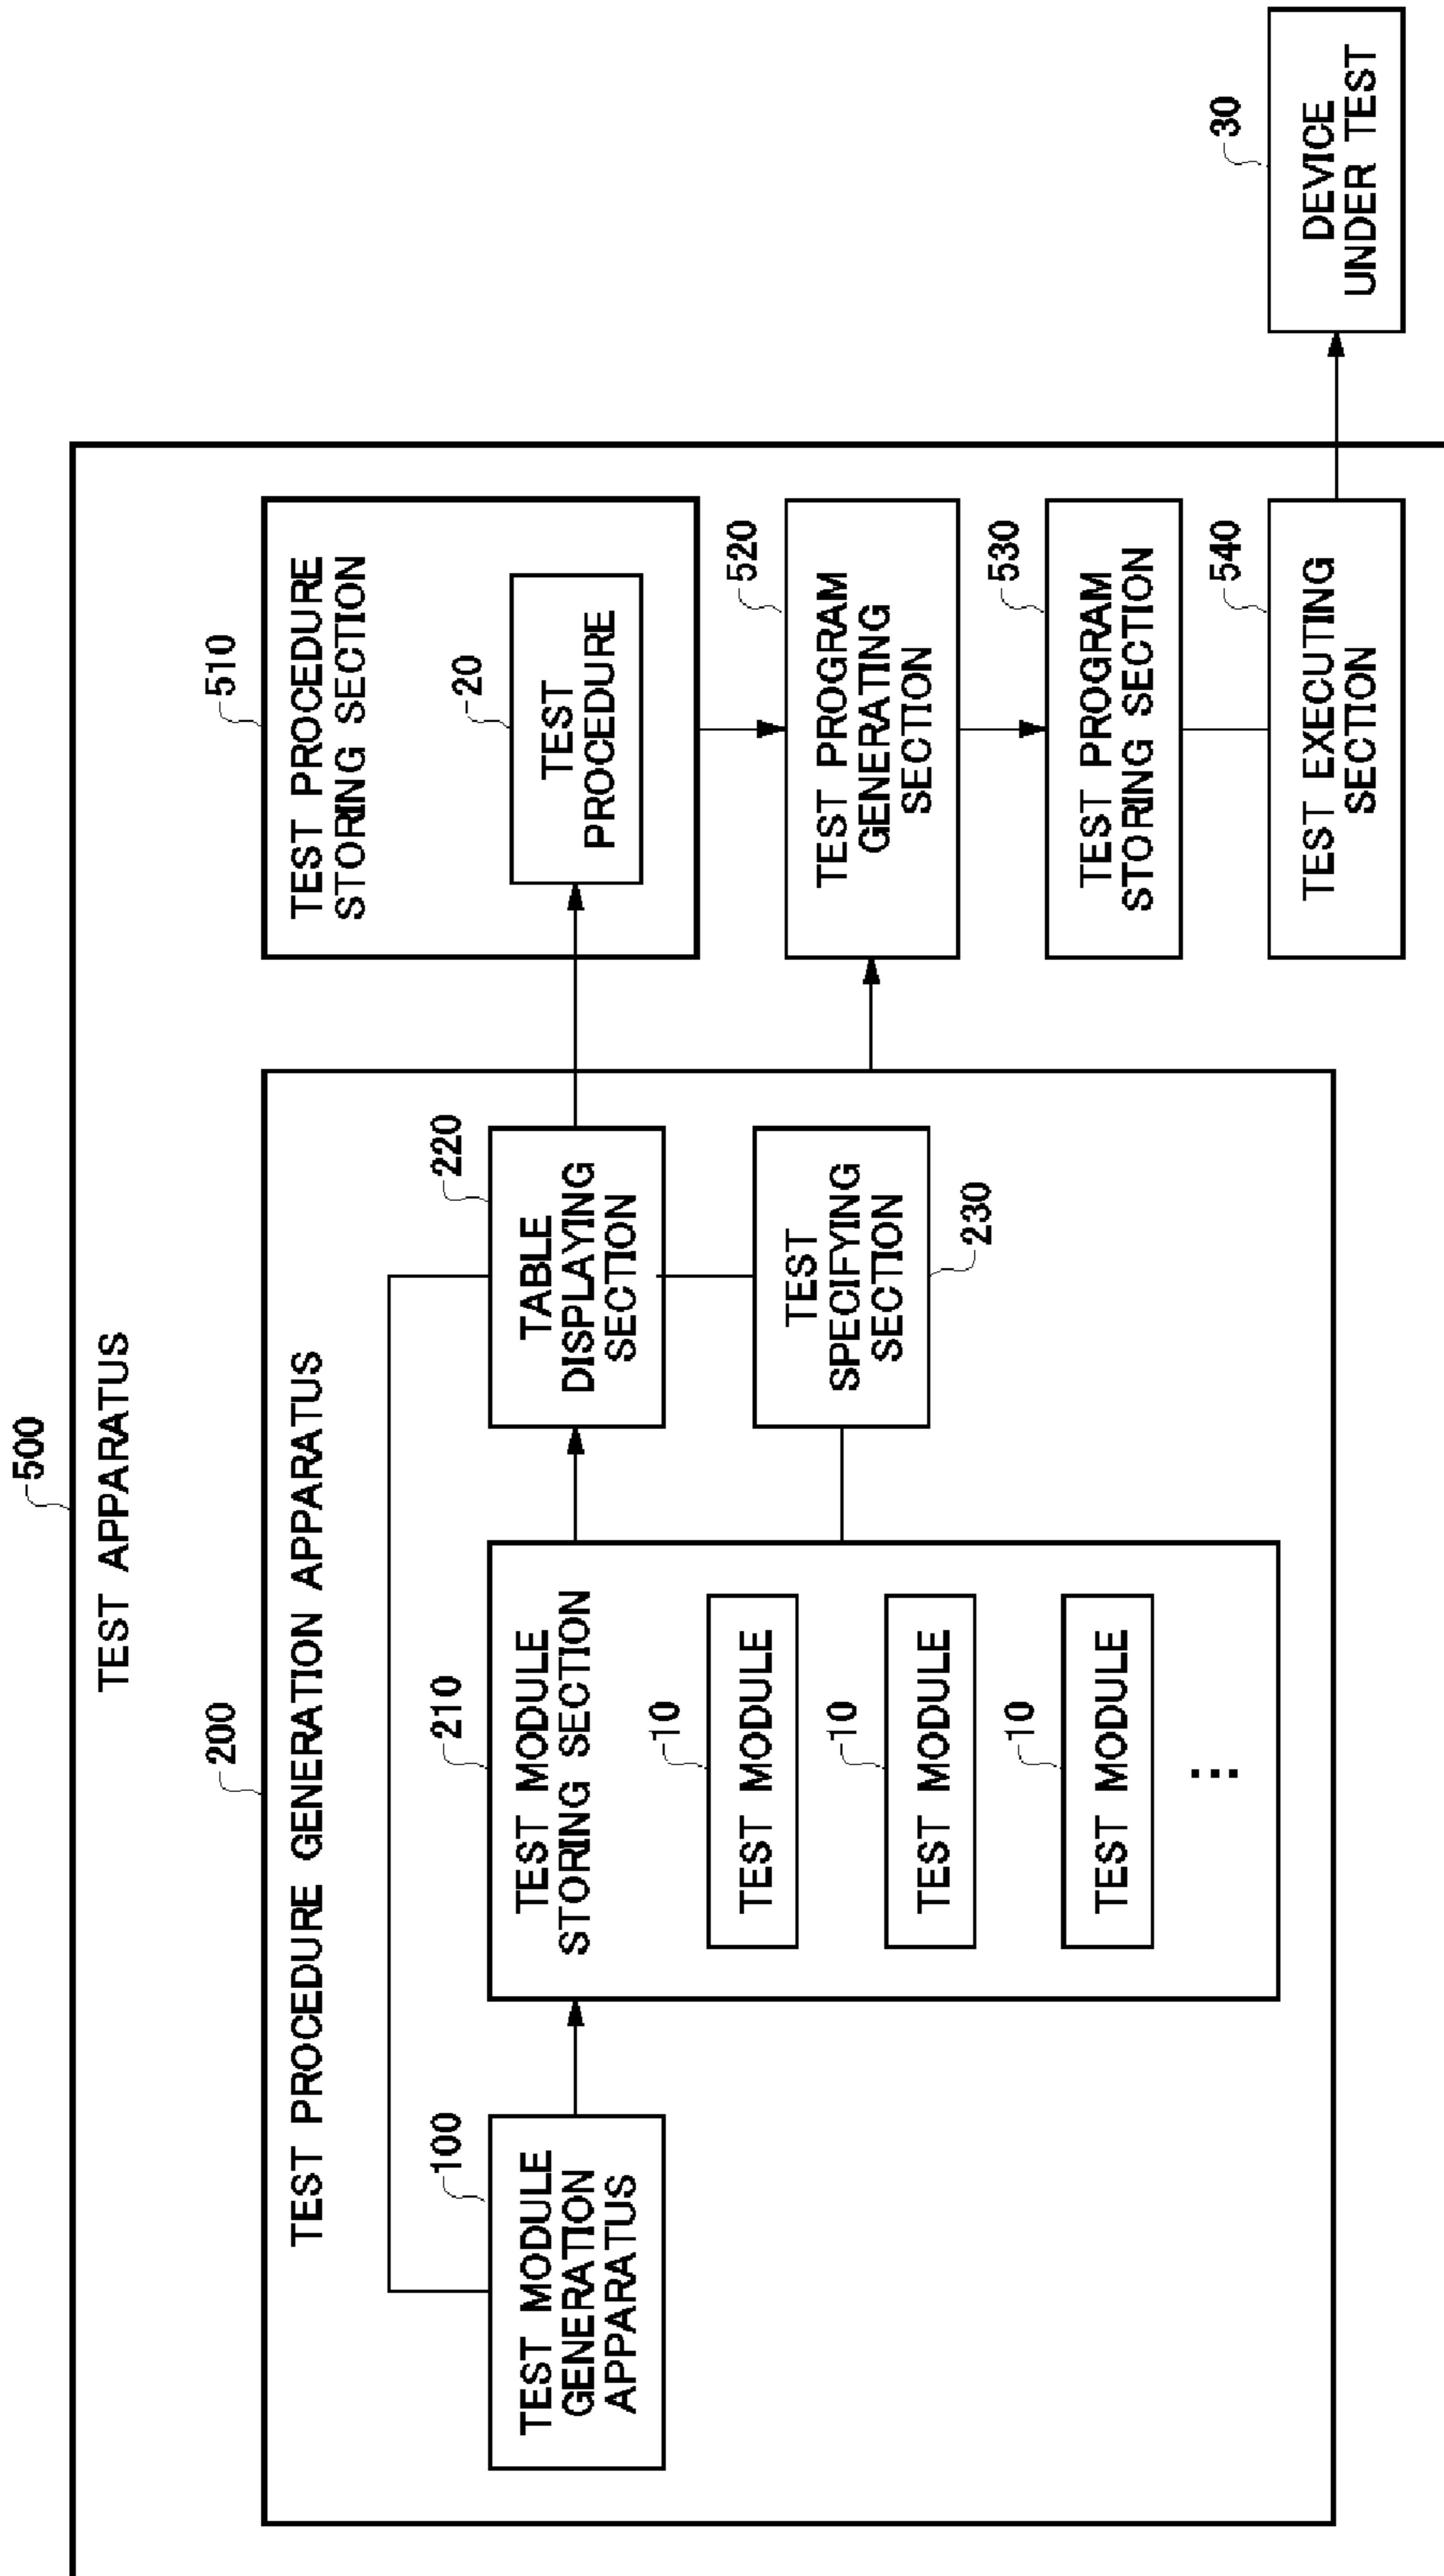 500
TEST APPARATUS
200
TEST PROCEDURE GENERATION APPARATUS
100
TEST MODULE
GENERATION
APPARATUS
210
TEST MODULE
STORING SECTION
10
TEST MODULE
10
TEST MODULE
10
TEST MODULE
...
220
TABLE
DISPLAYING
SECTION
TEST
SPECIFYING
SECTION
230
510
TEST PROCEDURE
STORING SECTION
20
TEST
PROCEDURE
520
TEST PROGRAM
GENERATING
SECTION
530
TEST PROGRAM
STORING SECTION
540
TEST EXECUTING
SECTION
30
DEVICE
UNDER TEST